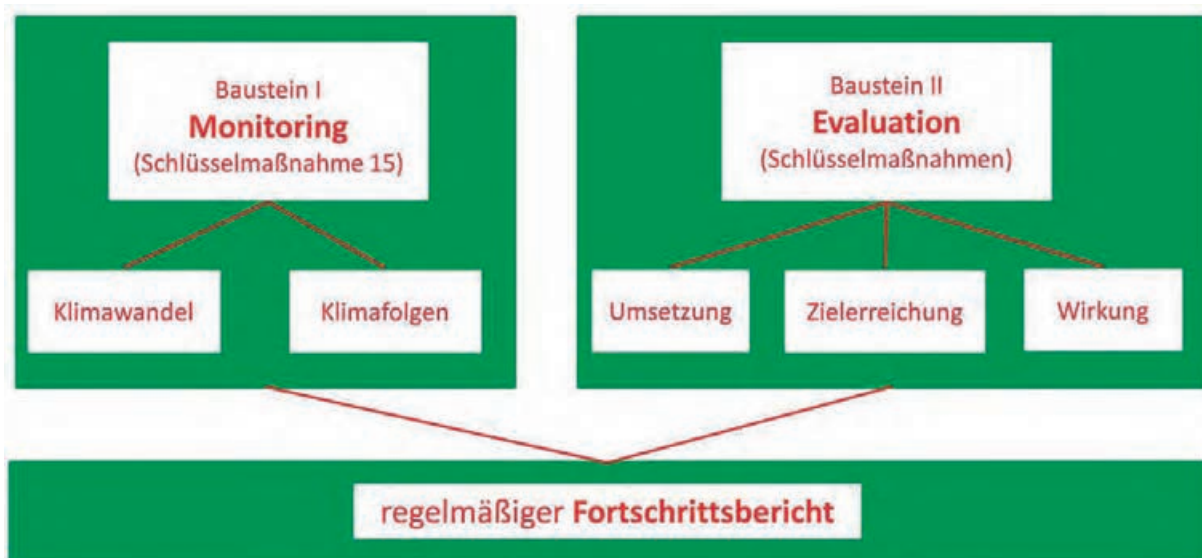 Baustein I
Monitoring
(Schlüsselmaßnahme 15)
Klimawandel
Klimafolgen
Baustein II
Evaluation
(Schlüsselmaßnahmen)
Umsetzung
Zielerreichung
Wirkung
regelmäßiger Fortschrittsbericht